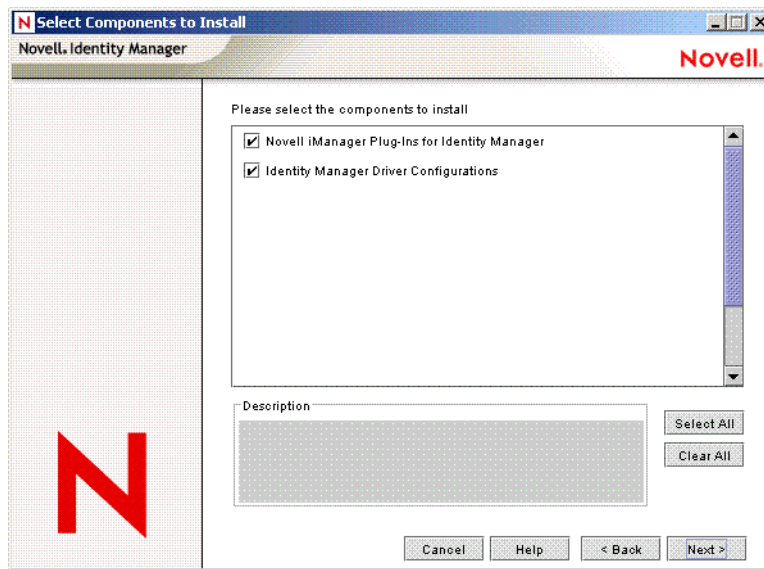 Select Components to Install
Novell. Identity Manager
Novell.
Please select the components to install
Novell iManager Plug-Ins for Identity Manager
Identity Manager Driver Configurations
Description
Select All
Clear All
Cancel Help < Back Next >